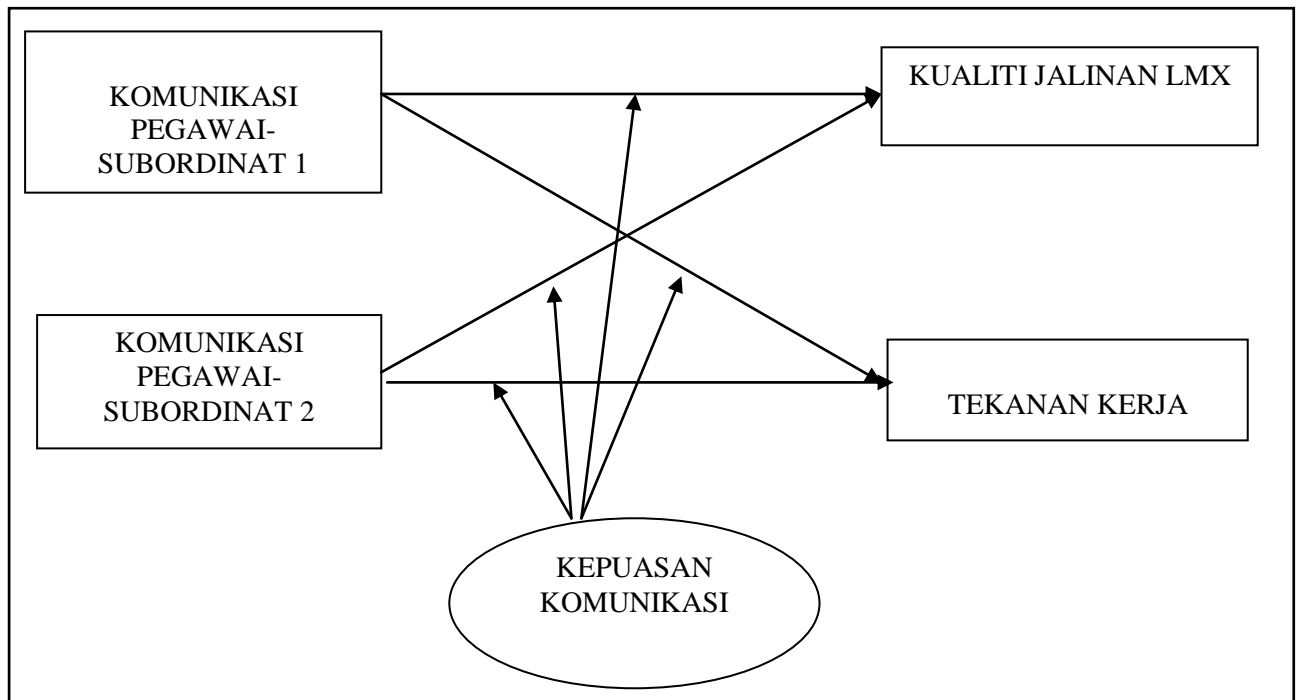 KOMUNIKASI
PEGAWAI-
SUBORDINAT 1
KUALITI JALINAN LMX
KOMUNIKASI
PEGAWAI-
SUBORDINAT 2
TEKANAN KERJA
KEPUASAN
KOMUNIKASI